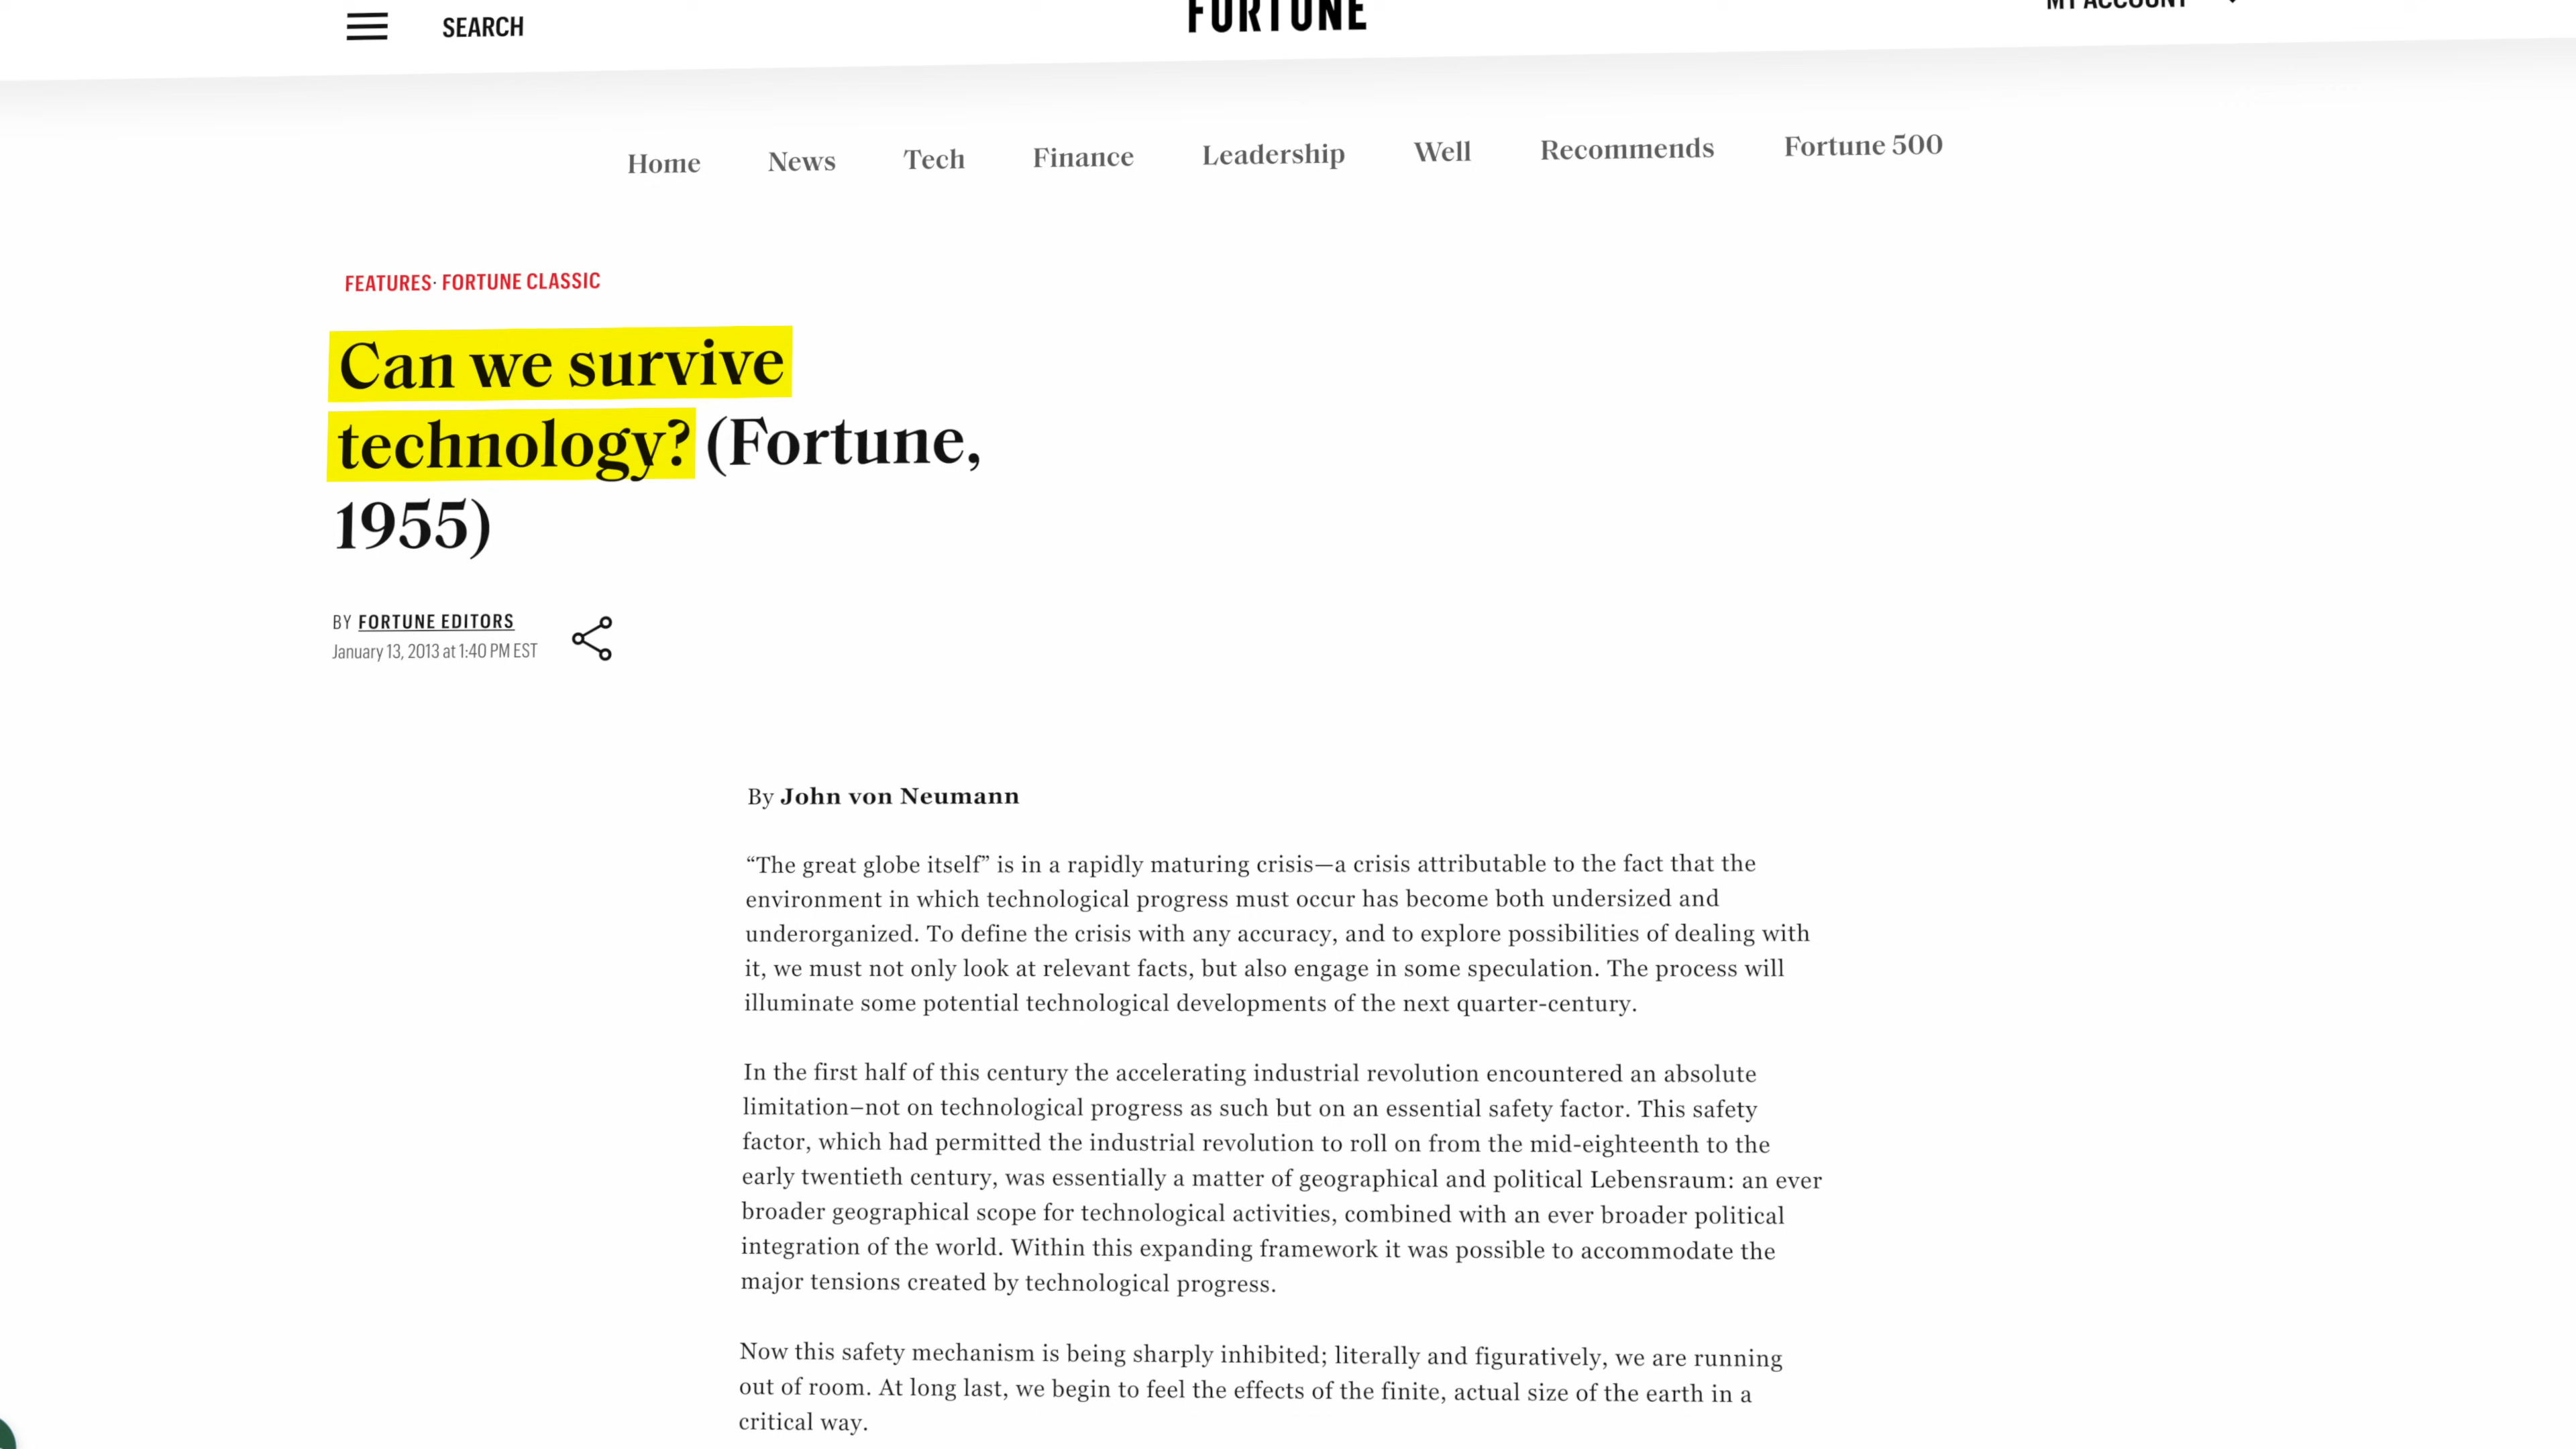 SEARCH
FORTUNE
MY ACCOUNT
Home News Tech Finance Leadership Well Recommends Fortune 500
FEATURES· FORTUNE CLASSIC
Can we survive
technology? (Fortune,
1955)
BY FORTUNE EDITORS
January 13, 2013 at 1:40 PM EST
By John von Neumann
“The great globe itself” is in a rapidly maturing crisis—a crisis attributable to the fact that the
environment in which technological progress must occur has become both undersized and
underorganized. To define the crisis with any accuracy, and to explore possibilities of dealing with
it, we must not only look at relevant facts, but also engage in some speculation. The process will
illuminate some potential technological developments of the next quarter-century.
In the first half of this century the accelerating industrial revolution encountered an absolute
limitation–not on technological progress as such but on an essential safety factor. This safety
factor, which had permitted the industrial revolution to roll on from the mid-eighteenth to the
early twentieth century, was essentially a matter of geographical and political Lebensraum: an ever
broader geographical scope for technological activities, combined with an ever broader political
integration of the world. Within this expanding framework it was possible to accommodate the
major tensions created by technological progress.
Now this safety mechanism is being sharply inhibited; literally and figuratively, we are running
out of room. At long last, we begin to feel the effects of the finite, actual size of the earth in a
critical way.